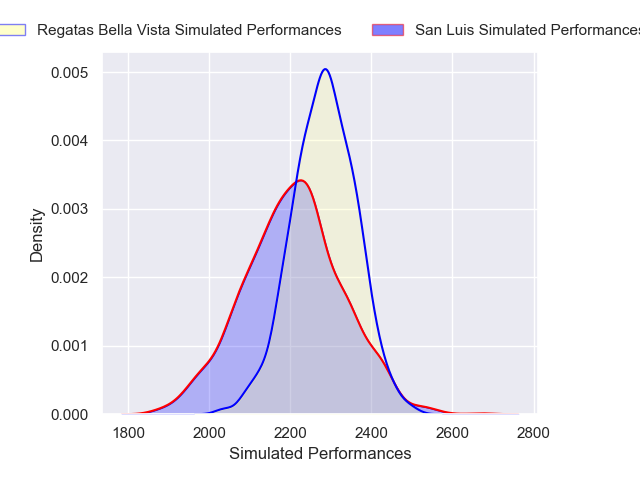 Regatas Bella Vista Simulated Performances San Luis Simulated Performances
0.005
0.004
0.003
0.002
0.001
0.000
Density
1800 2000 2200 2400 2600 2800
Simulated Performances